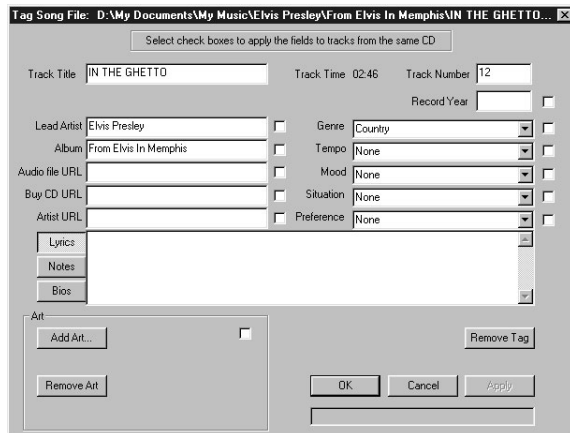 Tag Song File: D:\My Documents\My Music\Elvis Presley\From Elvis In Memphis\IN THE GHETTO...
Select check boxes to apply the fields to tracks from the same CD
Track Title IN THE GHETTO Track Time 02:46 Track Number 12
Record Year
Lead Artist Elvis Presley Genre Country
Album From Elvis In Memphis Tempo None
Audio file URL Mood None
Buy CD URL Situation None
Artist URL Preference None
Lyrics
Notes
Bios
Art
Add Art... Remove Tag
Remove Art OK Cancel Apply